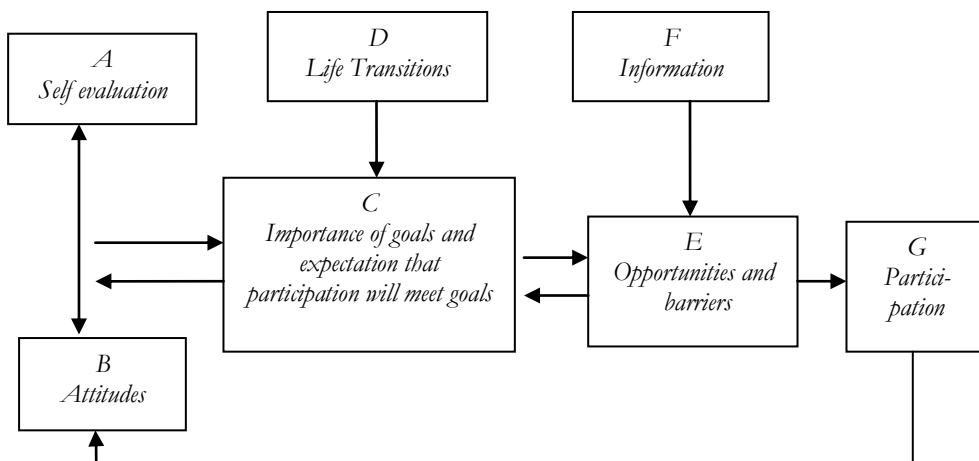 A
Self evaluation
D
Life Transitions
F
Information
C
Importance of goals and
expectation that
participation will meet goals
E
Opportunities and
barriers
G
Partici-
pation
B
Attitudes